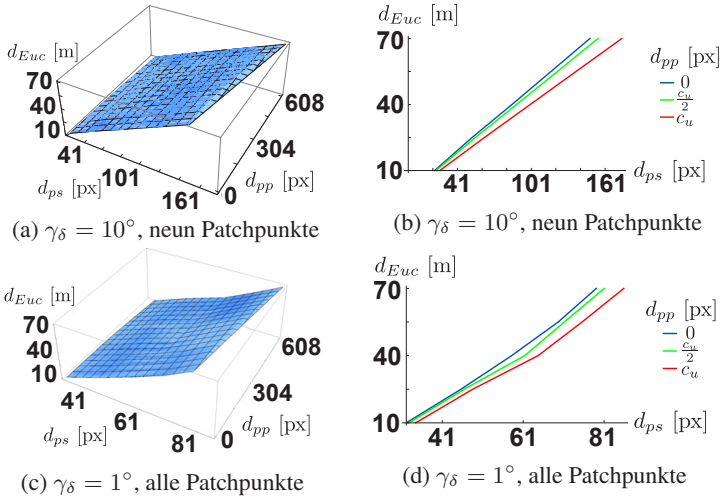 d_Euc [m]
70
40
10
41
101
161
d_ps [px]
0
304
608
d_pp [px]
(a) γ_δ = 10°, neun Patchpunkte
d_Euc [m]
70
40
10
41
101
161
d_ps [px]
d_pp [px]
0
c_u/2
c_u
(b) γ_δ = 10°, neun Patchpunkte
d_Euc [m]
70
40
10
41
61
81
d_ps [px]
0
304
608
d_pp [px]
(c) γ_δ = 1°, alle Patchpunkte
d_Euc [m]
70
40
10
41
61
81
d_ps [px]
d_pp [px]
0
c_u/2
c_u
(d) γ_δ = 1°, alle Patchpunkte